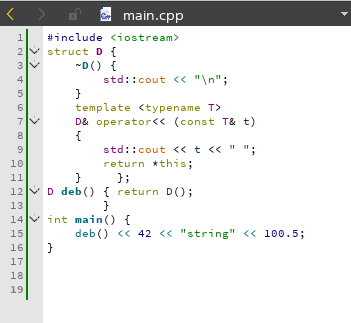 main.cpp
1 #include <iostream>
2 struct D {
3     ~D() {
4         std::cout << "\n";
5     }
6     template <typename T>
7     D& operator<< (const T& t)
8     {
9         std::cout << t << " ";
10         return *this;
11     }     };
12 D deb() { return D();
13         }
14 int main() {
15     deb() << 42 << "string" << 100.5;
16 }
17
18
19